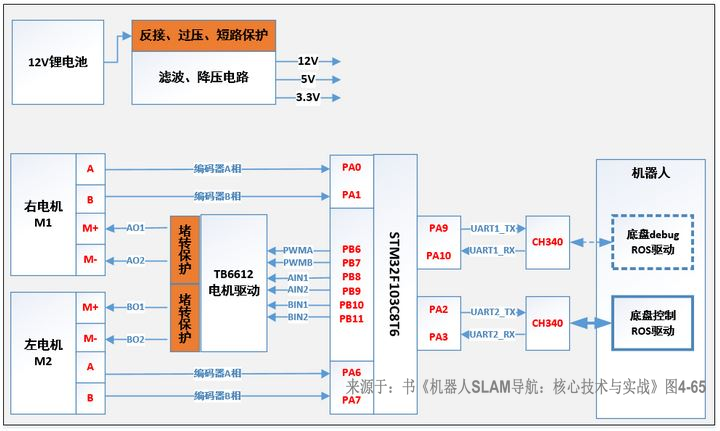 12V锂电池
反接、过压、短路保护
滤波、降压电路
12V
5V
3.3V
右电机
M1
A
B
M+
M-
编码器A相
编码器B相
AO1
AO2
堵转保护
TB6612
电机驱动
PWMA
PWMB
AIN1
AIN2
BIN1
BIN2
PA0
PA1
PB6
PB7
PB8
PB9
PB10
PB11
PA6
PA7
STM32F103C8T6
PA9
PA10
UART1_TX
UART1_RX
CH340
机器人
底盘debug
ROS驱动
PA2
PA3
UART2_TX
UART2_RX
CH340
底盘控制
ROS驱动
左电机
M2
M+
M-
A
B
BO1
BO2
堵转保护
编码器A相
编码器B相
来源于：书《机器人SLAM导航：核心技术与实战》图4-65